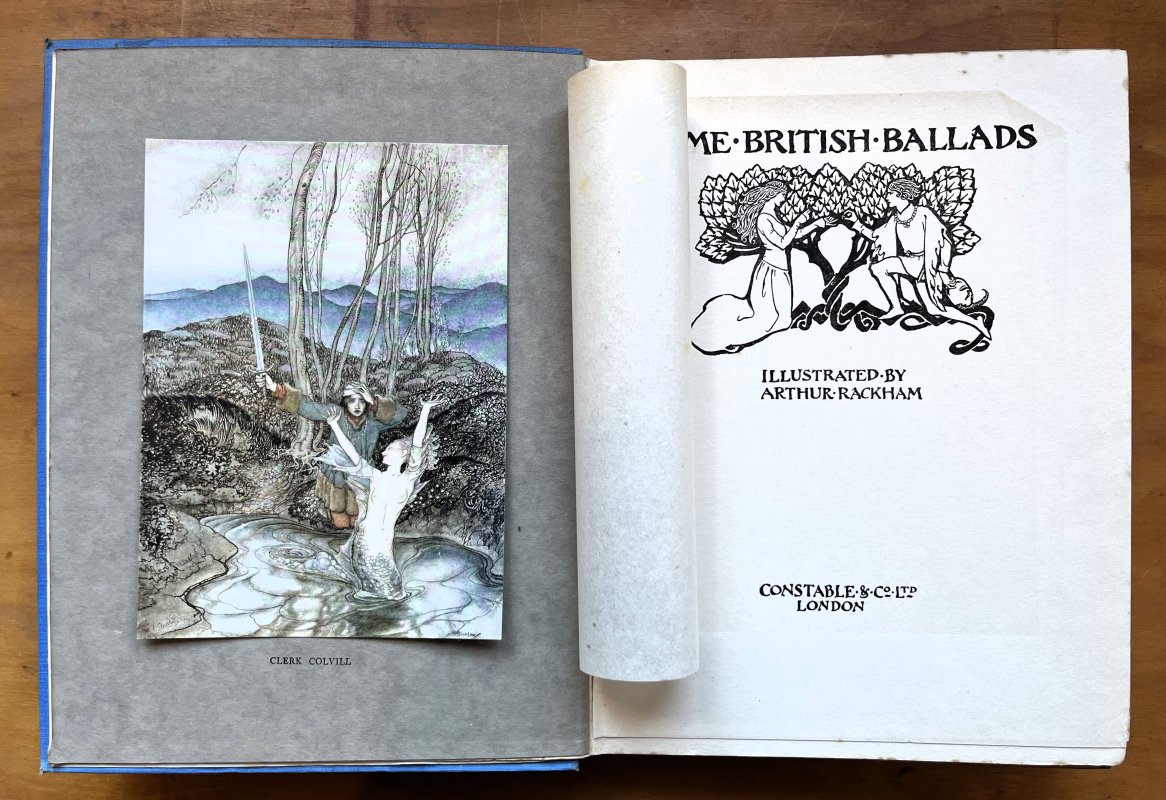 CLERK COLVILL
ME·BRITISH·BALLADS
ILLUSTRATED·BY
ARTHUR·RACKHAM
CONSTABLE·&·Cº·LTD
LONDON